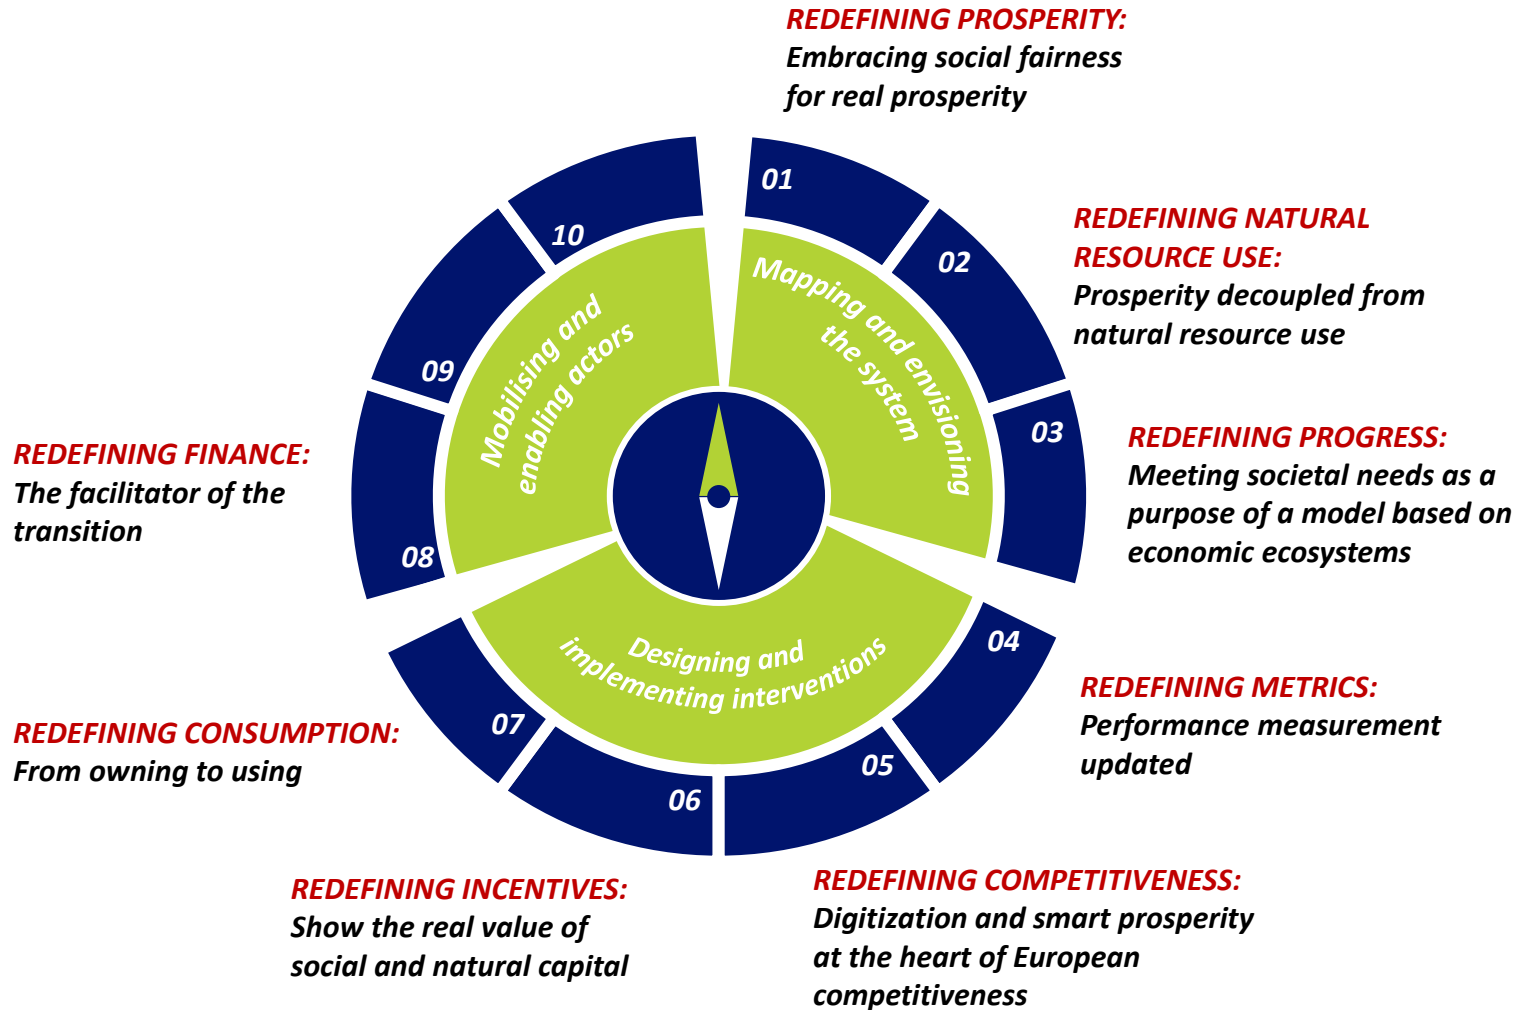 REDEFINING PROSPERITY:
Embracing social fairness
for real prosperity
01
REDEFINING NATURAL
RESOURCE USE:
Prosperity decoupled from
natural resource use
02
REDEFINING PROGRESS:
Meeting societal needs as a
purpose of a model based on
economic ecosystems
03
REDEFINING METRICS:
Performance measurement
updated
04
REDEFINING COMPETITIVENESS:
Digitization and smart prosperity
at the heart of European
competitiveness
05
REDEFINING INCENTIVES:
Show the real value of
social and natural capital
06
REDEFINING CONSUMPTION:
From owning to using
07
REDEFINING FINANCE:
The facilitator of the
transition
08
09
10
Mapping and envisioning
the system
Designing and
implementing interventions
Mobilising and
enabling actors